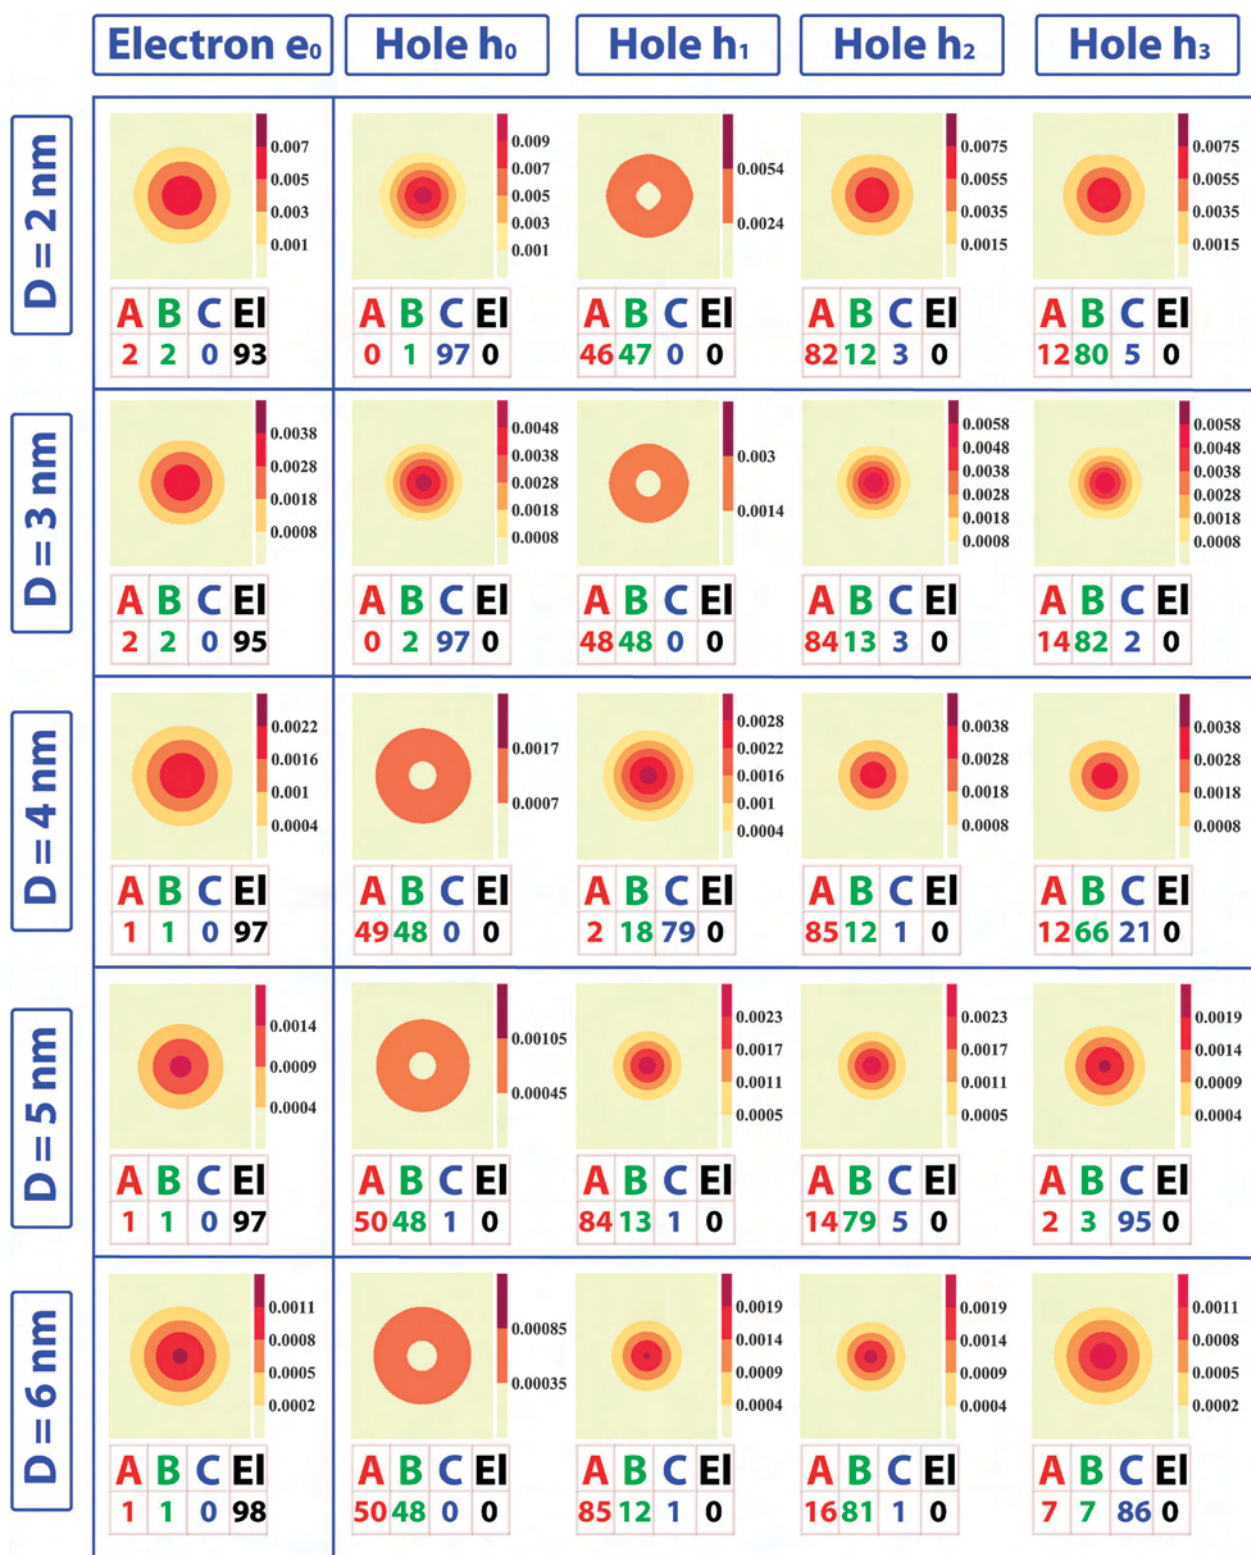 Electron e0 Hole h0 Hole h1 Hole h2 Hole h3
D = 2 nm
0.007 0.005 0.003 0.001
0.009 0.007 0.005 0.003 0.001
0.0054 0.0024
0.0075 0.0055 0.0035 0.0015
0.0075 0.0055 0.0035 0.0015
A B C El A B C El A B C El A B C El A B C El
2 2 0 93 0 1 97 0 46 47 0 0 82 12 3 0 12 80 5 0
D = 3 nm
0.0038 0.0028 0.0018 0.0008
0.0048 0.0038 0.0028 0.0018 0.0008
0.003 0.0014
0.0058 0.0048 0.0038 0.0028 0.0018 0.0008
0.0058 0.0048 0.0038 0.0028 0.0018 0.0008
A B C El A B C El A B C El A B C El A B C El
2 2 0 95 0 2 97 0 48 48 0 0 84 13 3 0 14 82 2 0
D = 4 nm
0.0022 0.0016 0.001 0.0004
0.0017 0.0007
0.0028 0.0022 0.0016 0.001 0.0004
0.0038 0.0028 0.0018 0.0008
0.0038 0.0028 0.0018 0.0008
A B C El A B C El A B C El A B C El A B C El
1 1 0 97 49 48 0 0 2 18 79 0 85 12 1 0 12 66 21 0
D = 5 nm
0.0014 0.0009 0.0004
0.00105 0.00045
0.0023 0.0017 0.0011 0.0005
0.0023 0.0017 0.0011 0.0005
0.0019 0.0014 0.0009 0.0004
A B C El A B C El A B C El A B C El A B C El
1 1 0 97 50 48 1 0 84 13 1 0 14 79 5 0 2 3 95 0
D = 6 nm
0.0011 0.0008 0.0005 0.0002
0.00085 0.00035
0.0019 0.0014 0.0009 0.0004
0.0019 0.0014 0.0009 0.0004
0.0011 0.0008 0.0005 0.0002
A B C El A B C El A B C El A B C El A B C El
1 1 0 98 50 48 0 0 85 12 1 0 16 81 1 0 7 7 86 0